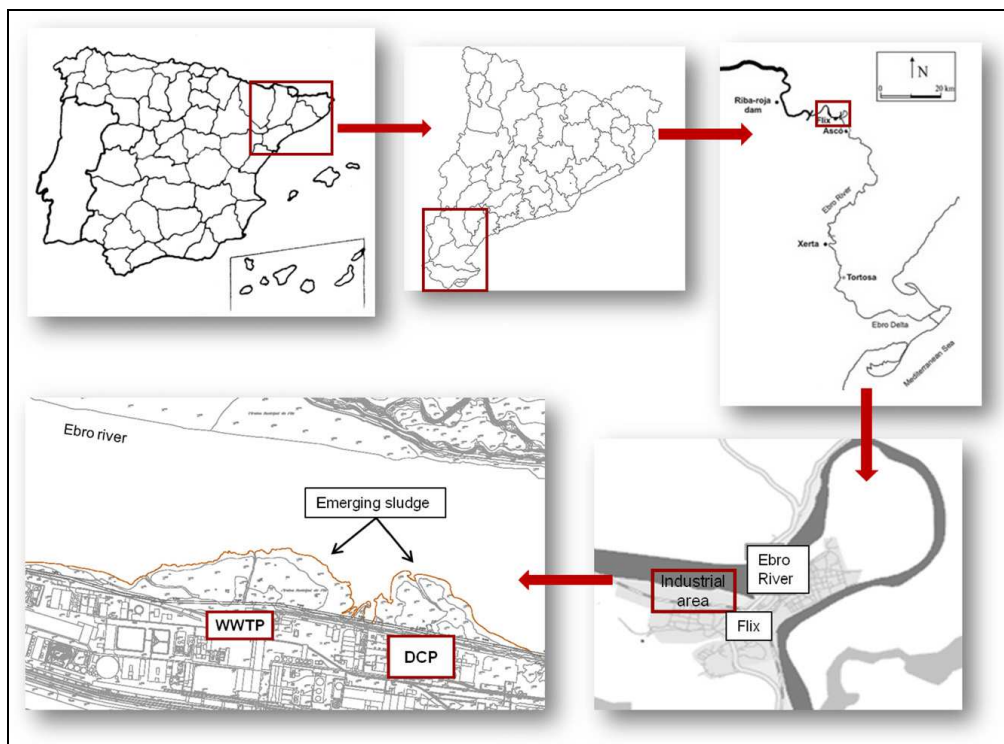 N
0 20 km
Riba-roja
dam
Flix
Ascó
Ebro River
Xerta
Tortosa
Ebro Delta
Mediterranean Sea
Ebro river
Emerging sludge
WWTP
DCP
Ebro
River
Industrial
area
Flix